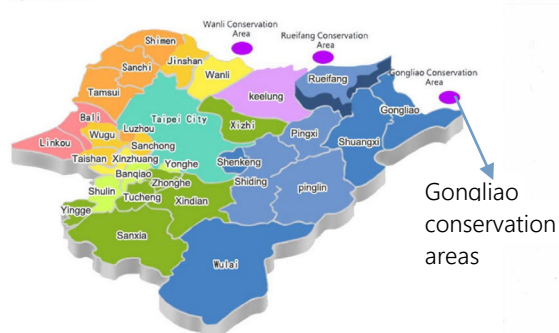 Wanli Conservation
Area
Rueifang Conservation
Area
Gongliao Conservation
Area
Shimen
Jinshan
Sanchi
Wanli
Tamsui
keelung
Rueifang
Gongliao
Bali
Taipei City
Linkou
Wugu
Luzhou
Xizhi
Pingxi
Shuangxi
Sanchong
Taishan
Xinzhuang
Yonghe
Shenkeng
Banqiao
Zhonghe
Shiding
pinglin
Shulin
Tucheng
Xindian
Yingge
Sanxia
Wulai
Gongliao
conservation
areas